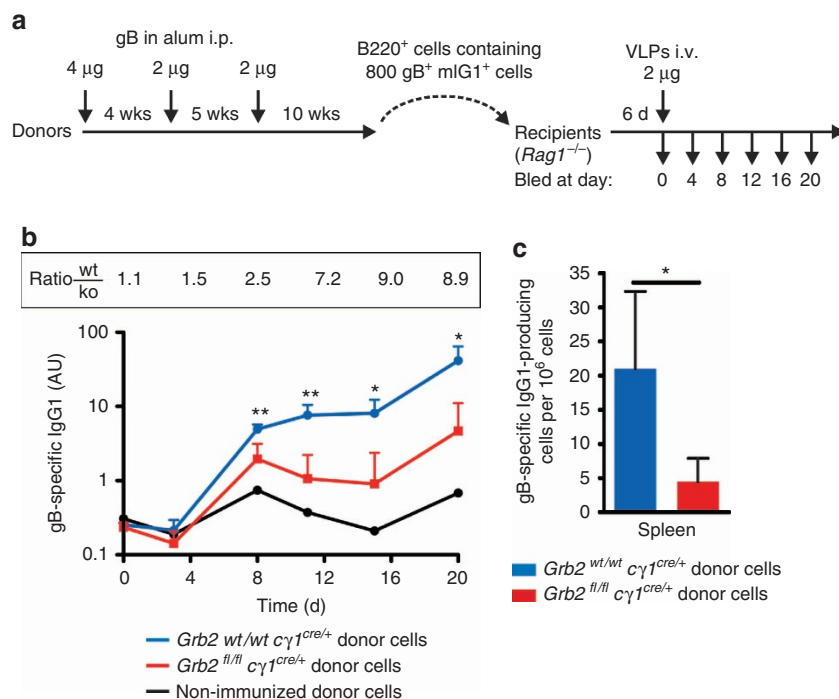 a
gB in alum i.p.
4 µg 2 µg 2 µg
4 wks 5 wks 10 wks
Donors
B220+ cells containing
800 gB+ mIG1+ cells
VLPs i.v.
2 µg
6 d
Recipients
(Rag1–/–)
Bled at day: 0 4 8 12 16 20
b
Ratio wt/ko 1.1 1.5 2.5 7.2 9.0 8.9
gB-specific IgG1 (AU)
100
10
1
0.1
** ** * *
0 4 8 12 16 20
Time (d)
Grb2 wt/wt cγ1cre/+ donor cells
Grb2 fl/fl cγ1cre/+ donor cells
Non-immunized donor cells
c
gB-specific IgG1-producing
cells per 10⁶ cells
35
30
25
20
15
10
5
0
*
Spleen
Grb2 wt/wt cγ1cre/+ donor cells
Grb2 fl/fl cγ1cre/+ donor cells